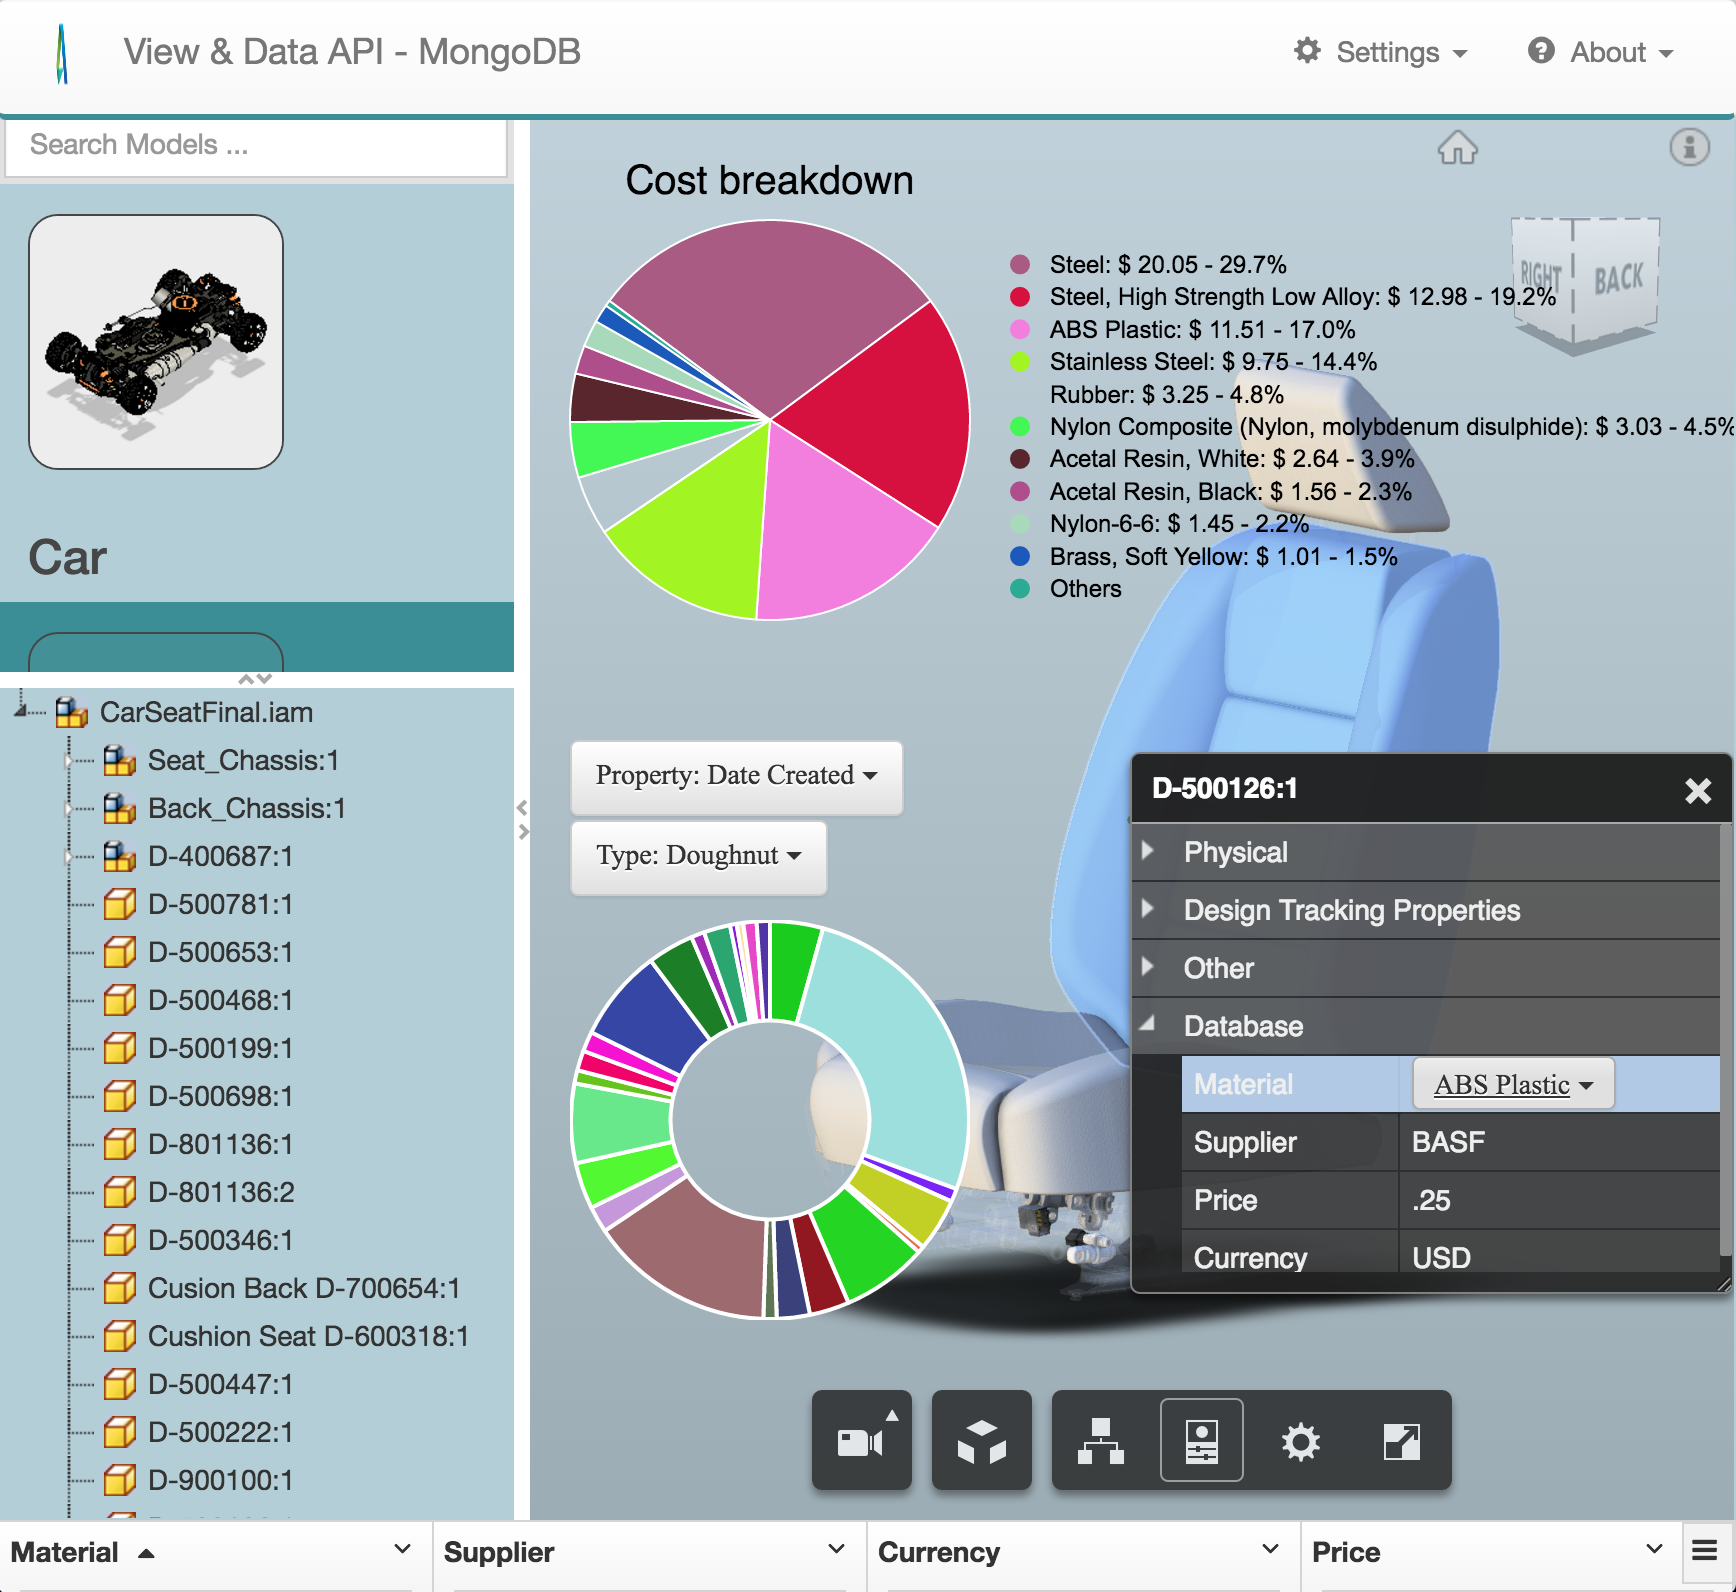 View & Data API - MongoDB
Settings
About
Search Models ...
Car
CarSeatFinal.iam
Seat_Chassis:1
Back_Chassis:1
D-400687:1
D-500781:1
D-500653:1
D-500468:1
D-500199:1
D-500698:1
D-801136:1
D-801136:2
D-500346:1
Cusion Back D-700654:1
Cushion Seat D-600318:1
D-500447:1
D-500222:1
D-900100:1
Cost breakdown
Steel: $ 20.05 - 29.7%
Steel, High Strength Low Alloy: $ 12.98 - 19.2%
ABS Plastic: $ 11.51 - 17.0%
Stainless Steel: $ 9.75 - 14.4%
Rubber: $ 3.25 - 4.8%
Nylon Composite (Nylon, molybdenum disulphide): $ 3.03 - 4.5%
Acetal Resin, White: $ 2.64 - 3.9%
Acetal Resin, Black: $ 1.56 - 2.3%
Nylon-6-6: $ 1.45 - 2.2%
Brass, Soft Yellow: $ 1.01 - 1.5%
Others
RIGHT
BACK
Property: Date Created
Type: Doughnut
D-500126:1
Physical
Design Tracking Properties
Other
Database
Material ABS Plastic
Supplier BASF
Price .25
Currency USD
Material Supplier Currency Price